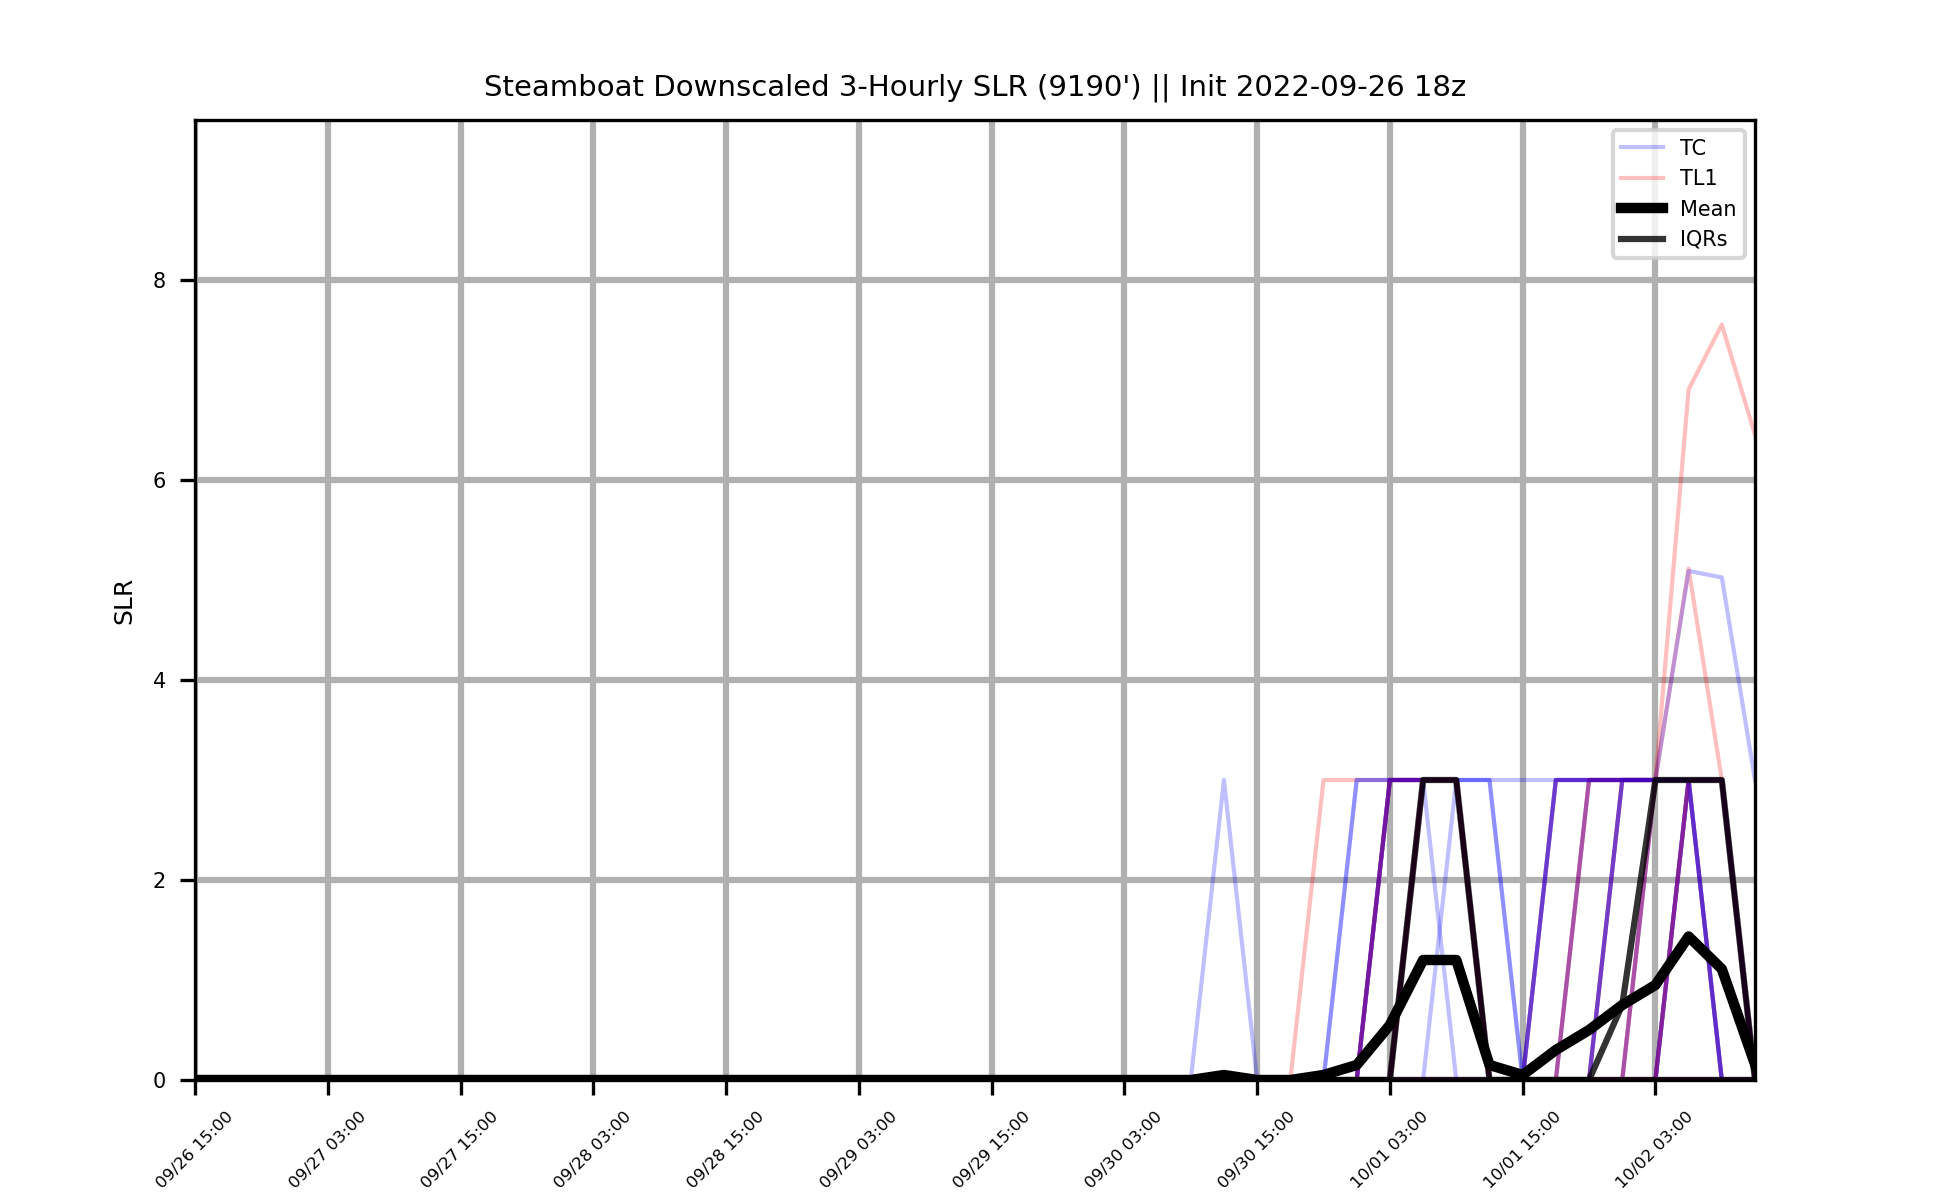 Steamboat Downscaled 3-Hourly SLR (9190') || Init 2022-09-26 18z
TC
TL1
Mean
IQRs
SLR
8
6
4
2
0
09/26 15:00
09/27 03:00
09/27 15:00
09/28 03:00
09/28 15:00
09/29 03:00
09/29 15:00
09/30 03:00
09/30 15:00
10/01 03:00
10/01 15:00
10/02 03:00